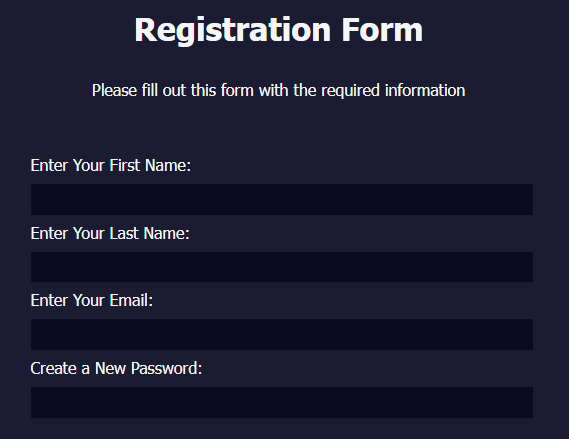 Registration Form
Please fill out this form with the required information
Enter Your First Name:
Enter Your Last Name:
Enter Your Email:
Create a New Password: